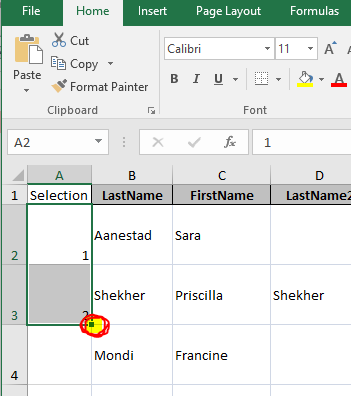 File Home Insert Page Layout Formulas
Cut
Copy
Paste
Format Painter
Clipboard
Calibri 11 A
B I U A
Font
A2 fx 1
A B C D
1 Selection LastName FirstName LastName2
2 1 Aanestad Sara
3 2 Shekher Priscilla Shekher
4 Mondi Francine